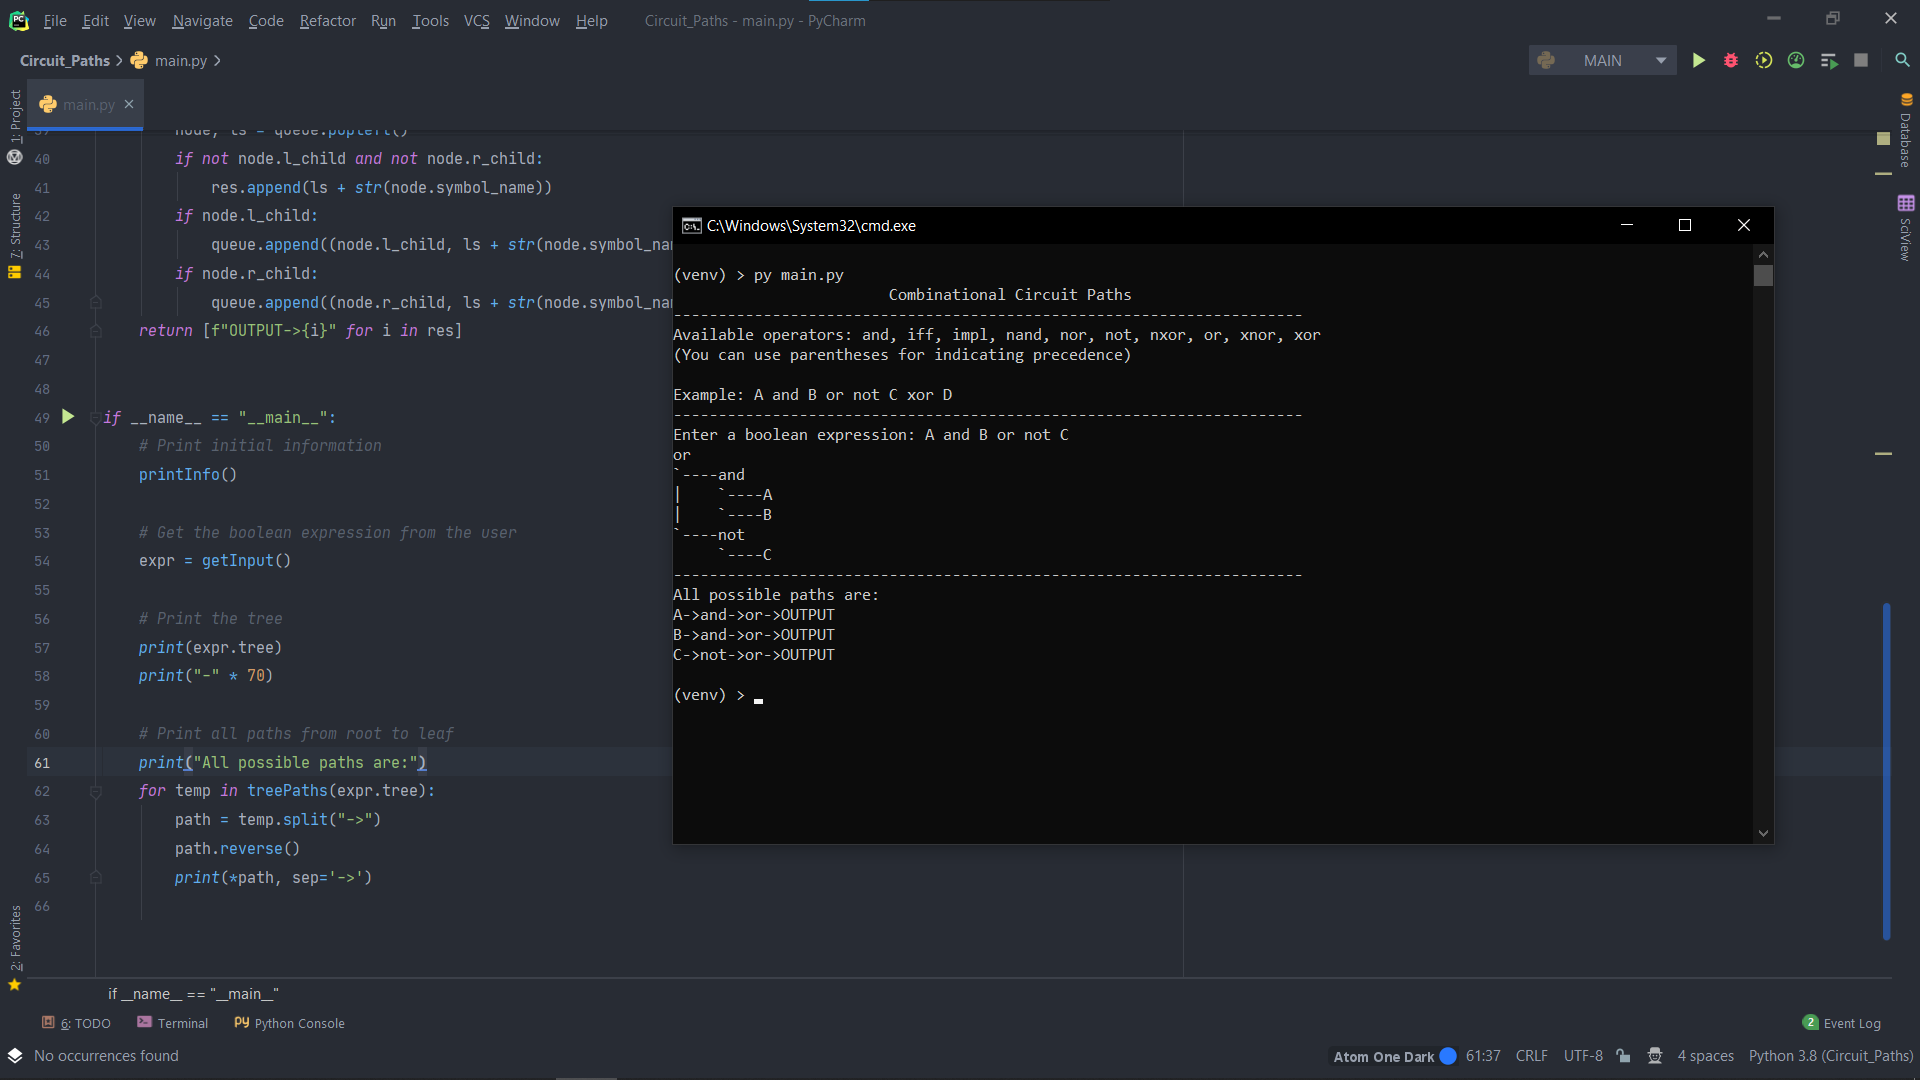 File Edit View Navigate Code Refactor Run Tools VCS Window Help Circuit_Paths - main.py - PyCharm
Circuit_Paths main.py MAIN
1: Project
main.py
Database
7: Structure
SciView
node, ls = queue.popleft()
40 if not node.l_child and not node.r_child:
41 res.append(ls + str(node.symbol_name))
42 if node.l_child:
43 queue.append((node.l_child, ls + str(node.symbol_na
44 if node.r_child:
45 queue.append((node.r_child, ls + str(node.symbol_na
46 return [f"OUTPUT->{i}" for i in res]
47
48
49 if __name__ == "__main__":
50 # Print initial information
51 printInfo()
52
53 # Get the boolean expression from the user
54 expr = getInput()
55
56 # Print the tree
57 print(expr.tree)
58 print("-" * 70)
59
60 # Print all paths from root to leaf
61 print("All possible paths are:")
62 for temp in treePaths(expr.tree):
63 path = temp.split("->")
64 path.reverse()
65 print(*path, sep='->')
66
C:\Windows\System32\cmd.exe
(venv) > py main.py
Combinational Circuit Paths
----------------------------------------------------------------------
Available operators: and, iff, impl, nand, nor, not, nxor, or, xnor, xor
(You can use parentheses for indicating precedence)
Example: A and B or not C xor D
----------------------------------------------------------------------
Enter a boolean expression: A and B or not C
or
`----and
|    `----A
|    `----B
`----not
     `----C
----------------------------------------------------------------------
All possible paths are:
A->and->or->OUTPUT
B->and->or->OUTPUT
C->not->or->OUTPUT
(venv) >
2: Favorites
if __name__ == "__main__"
6: TODO Terminal Python Console 2 Event Log
No occurrences found Atom One Dark 61:37 CRLF UTF-8 4 spaces Python 3.8 (Circuit_Paths)